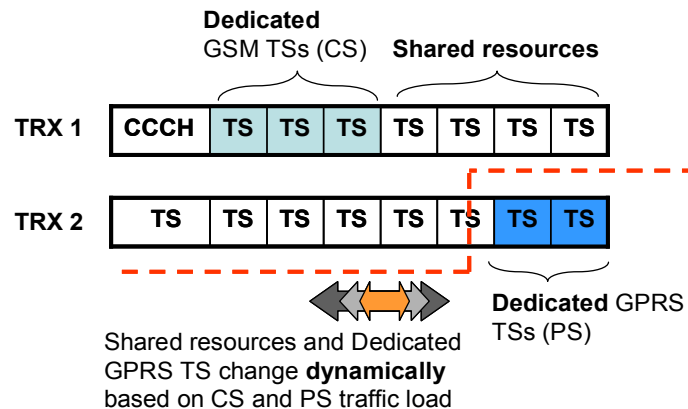 Dedicated
GSM TSs (CS)
Shared resources
TRX 1
CCCH TS TS TS TS TS TS TS
TRX 2
TS TS TS TS TS TS TS TS
Dedicated GPRS
TSs (PS)
Shared resources and Dedicated
GPRS TS change dynamically
based on CS and PS traffic load